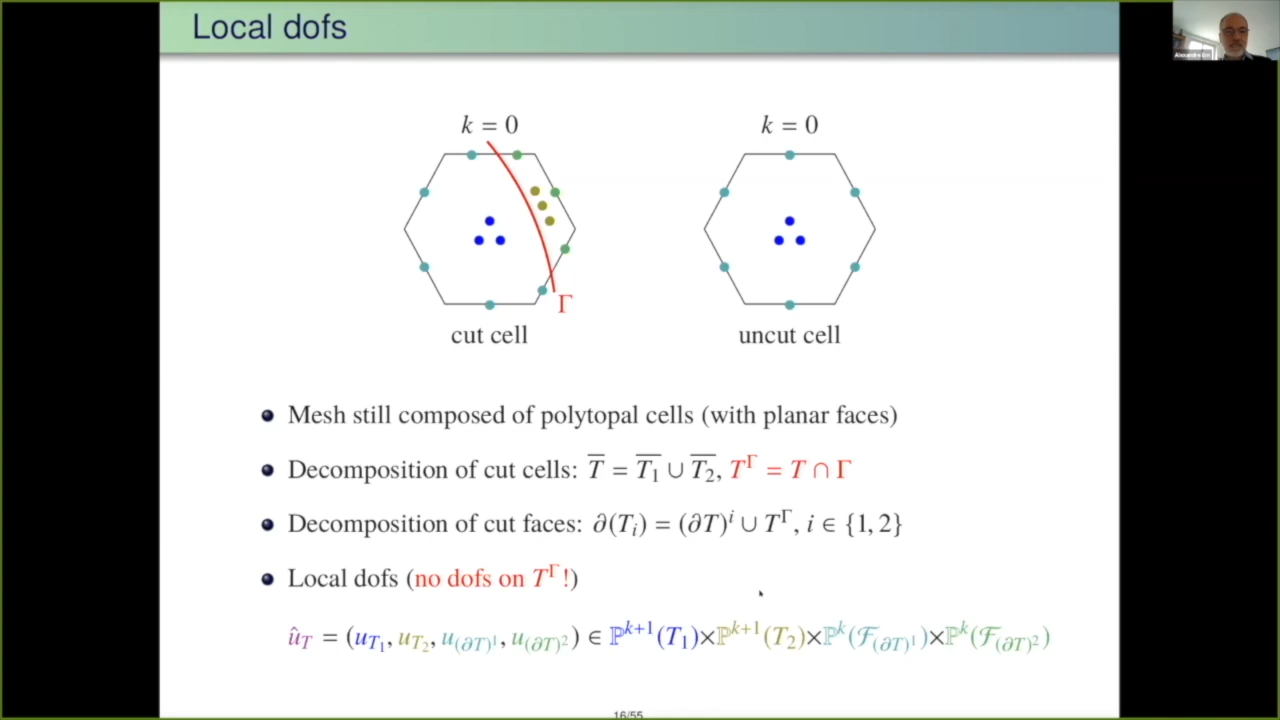 Local dofs
k = 0
k = 0
Γ
cut cell
uncut cell
Mesh still composed of polytopal cells (with planar faces)
Decomposition of cut cells: T̅ = T̅₁ ∪ T̅₂, T^Γ = T ∩ Γ
Decomposition of cut faces: ∂(Tᵢ) = (∂T)ⁱ ∪ T^Γ, i ∈ {1, 2}
Local dofs (no dofs on T^Γ!)
û_T = (u_{T₁}, u_{T₂}, u_{(∂T)¹}, u_{(∂T)²}) ∈ ℙ^{k+1}(T₁)×ℙ^{k+1}(T₂)×ℙ^k(ℱ_{(∂T)¹})×ℙ^k(ℱ_{(∂T)²})
16/55